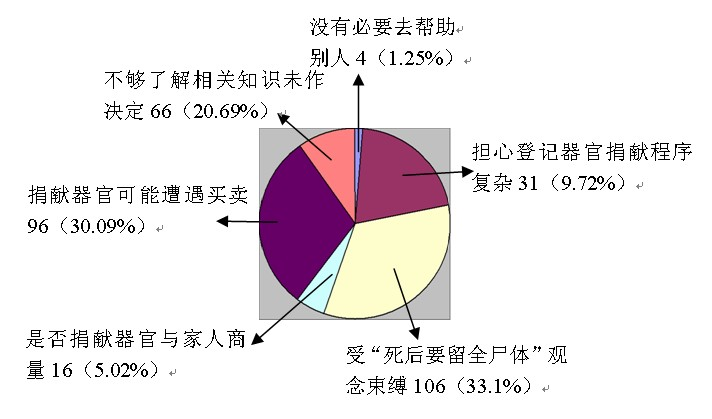 没有必要去帮助
别人 4（1.25%）
不够了解相关知识未作
决定 66（20.69%）
担心登记器官捐献程序
复杂 31（9.72%）
捐献器官可能遭遇买卖
96（30.09%）
是否捐献器官与家人商
量 16（5.02%）
受“死后要留全尸体”观
念束缚 106（33.1%）